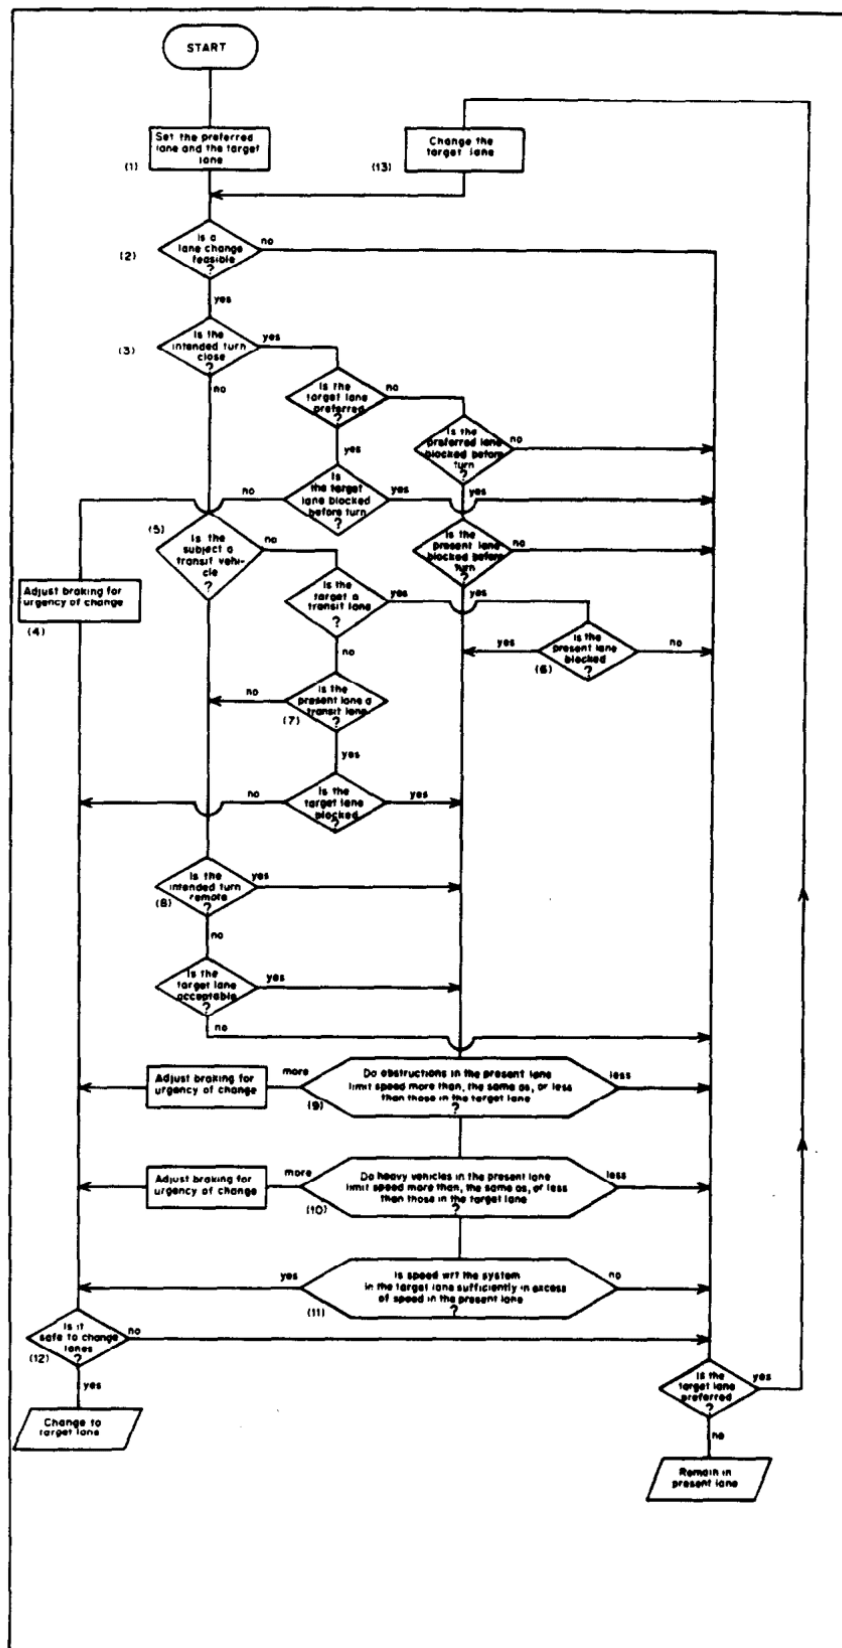 START
Set the preferred
lane and the target
lane
(1)
Change the
target lane
(13)
Is a
lane change
feasible
?
(2)
no
yes
Is the
intended turn
close
?
(3)
yes
no
Is the
target lane
preferred
?
no
yes
Is the
preferred lane
blocked before
turn
?
no
yes
Is
the target
lane blocked
before turn
?
no
yes
Is the
present lane
blocked before
turn
?
no
yes
(5)
Is the
subject a
transit vehi-
cle
?
no
Is the
target a
transit lane
?
yes
no
Adjust braking for
urgency of change
(4)
Is the
present lane
blocked
?
(6)
yes
no
Is the
present lane a
transit lane
?
(7)
no
yes
Is the
target lane
blocked
?
no
yes
Is the
intended turn
remote
?
(8)
yes
no
Is the
target lane
acceptable
?
yes
no
Adjust braking for
urgency of change
more
Do obstructions in the present lane
limit speed more than, the same as, or less
than those in the target lane
?
(9)
less
Adjust braking for
urgency of change
more
Do heavy vehicles in the present lane
limit speed more than, the same as, or less
than those in the target lane
?
(10)
less
yes
Is speed wrt the system
in the target lane sufficiently in excess
of speed in the present lane
?
(11)
no
Is it
safe to change
lanes
?
(12)
no
yes
Change to
target lane
Is the
target lane
preferred
?
yes
no
Remain in
present lane